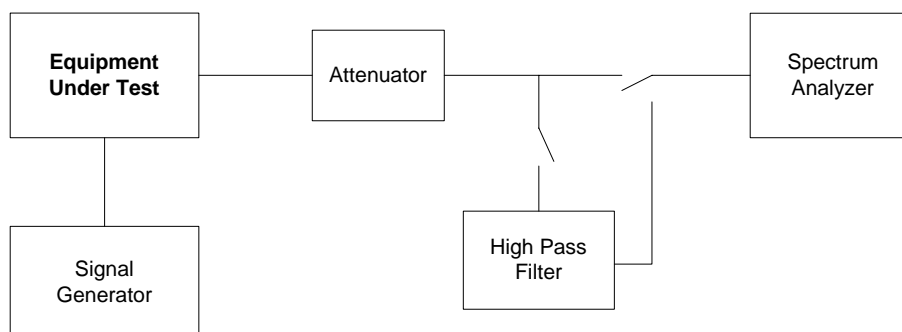 Equipment
Under Test
Attenuator
Spectrum
Analyzer
Signal
Generator
High Pass
Filter